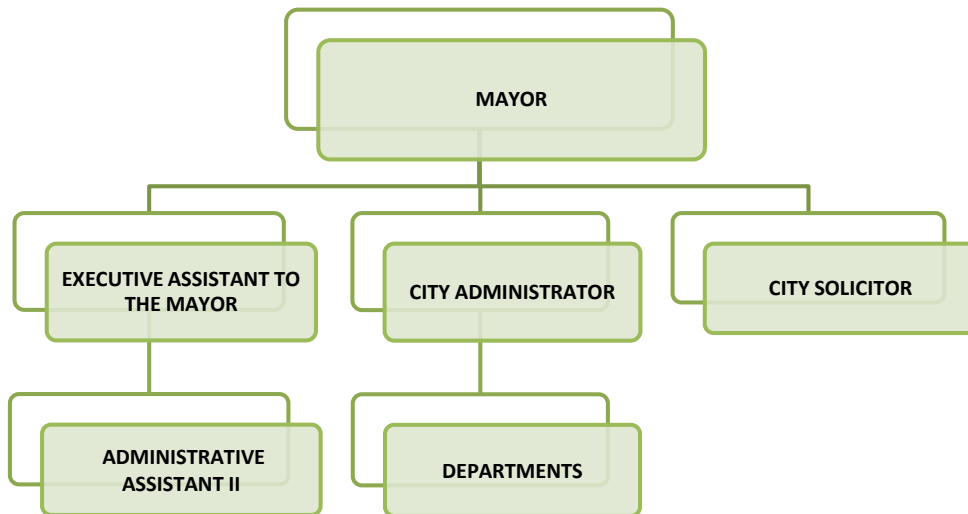 MAYOR
EXECUTIVE ASSISTANT TO
THE MAYOR
CITY ADMINISTRATOR
CITY SOLICITOR
ADMINISTRATIVE
ASSISTANT II
DEPARTMENTS